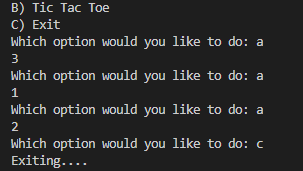 B) Tic Tac Toe
C) Exit
Which option would you like to do: a
3
Which option would you like to do: a
1
Which option would you like to do: a
2
Which option would you like to do: c
Exiting....